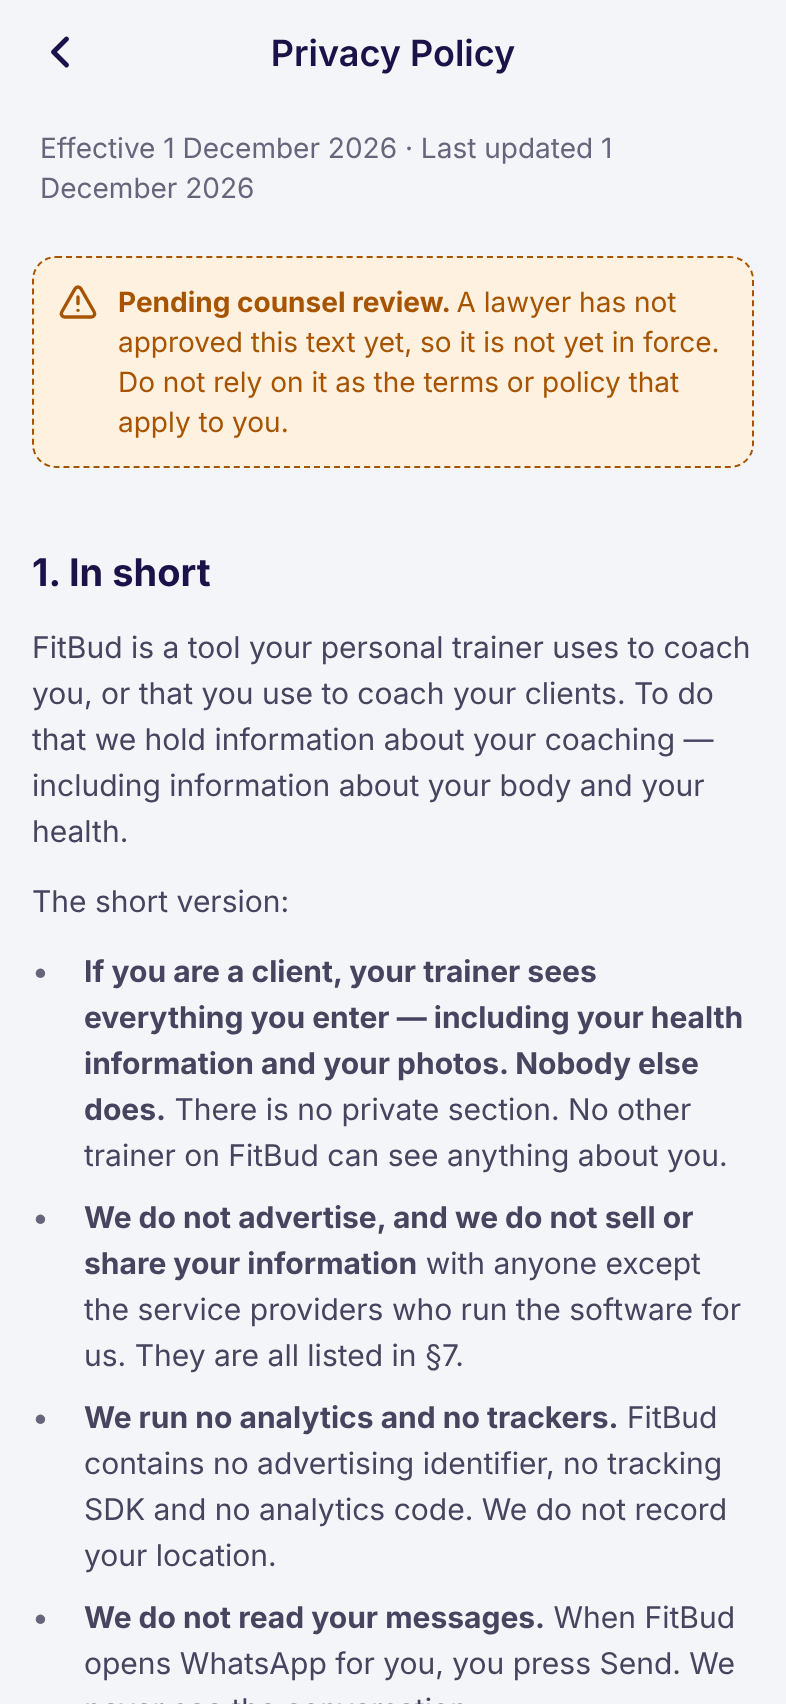 Privacy Policy
Effective 1 December 2026 · Last updated 1
December 2026
Pending counsel review. A lawyer has not
approved this text yet, so it is not yet in force.
Do not rely on it as the terms or policy that
apply to you.
1. In short
FitBud is a tool your personal trainer uses to coach
you, or that you use to coach your clients. To do
that we hold information about your coaching —
including information about your body and your
health.
The short version:
• If you are a client, your trainer sees
everything you enter — including your health
information and your photos. Nobody else
does. There is no private section. No other
trainer on FitBud can see anything about you.
• We do not advertise, and we do not sell or
share your information with anyone except
the service providers who run the software for
us. They are all listed in §7.
• We run no analytics and no trackers. FitBud
contains no advertising identifier, no tracking
SDK and no analytics code. We do not record
your location.
• We do not read your messages. When FitBud
opens WhatsApp for you, you press Send. We